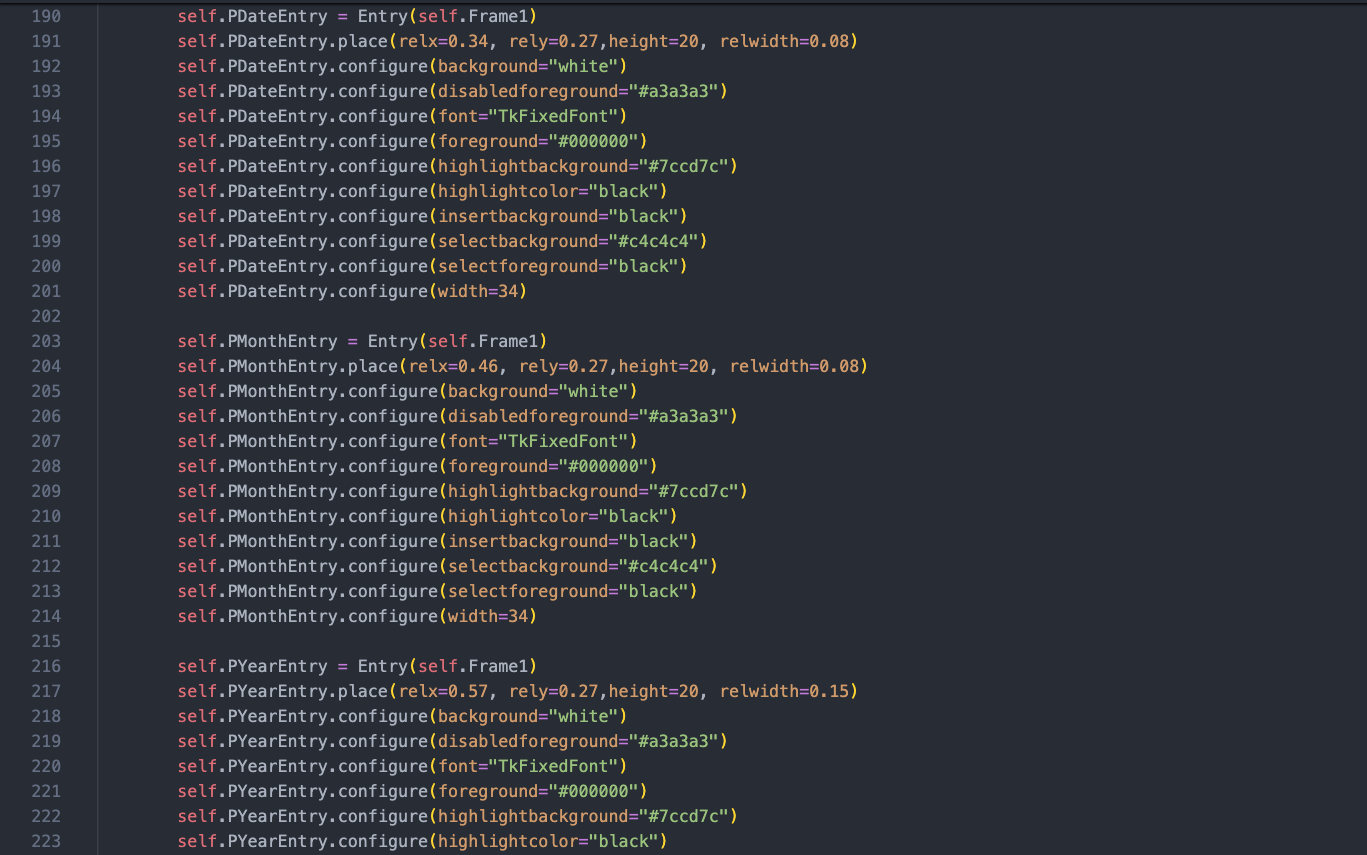 190 self.PDateEntry = Entry(self.Frame1)
191 self.PDateEntry.place(relx=0.34, rely=0.27,height=20, relwidth=0.08)
192 self.PDateEntry.configure(background="white")
193 self.PDateEntry.configure(disabledforeground="#a3a3a3")
194 self.PDateEntry.configure(font="TkFixedFont")
195 self.PDateEntry.configure(foreground="#000000")
196 self.PDateEntry.configure(highlightbackground="#7ccd7c")
197 self.PDateEntry.configure(highlightcolor="black")
198 self.PDateEntry.configure(insertbackground="black")
199 self.PDateEntry.configure(selectbackground="#c4c4c4")
200 self.PDateEntry.configure(selectforeground="black")
201 self.PDateEntry.configure(width=34)
202
203 self.PMonthEntry = Entry(self.Frame1)
204 self.PMonthEntry.place(relx=0.46, rely=0.27,height=20, relwidth=0.08)
205 self.PMonthEntry.configure(background="white")
206 self.PMonthEntry.configure(disabledforeground="#a3a3a3")
207 self.PMonthEntry.configure(font="TkFixedFont")
208 self.PMonthEntry.configure(foreground="#000000")
209 self.PMonthEntry.configure(highlightbackground="#7ccd7c")
210 self.PMonthEntry.configure(highlightcolor="black")
211 self.PMonthEntry.configure(insertbackground="black")
212 self.PMonthEntry.configure(selectbackground="#c4c4c4")
213 self.PMonthEntry.configure(selectforeground="black")
214 self.PMonthEntry.configure(width=34)
215
216 self.PYearEntry = Entry(self.Frame1)
217 self.PYearEntry.place(relx=0.57, rely=0.27,height=20, relwidth=0.15)
218 self.PYearEntry.configure(background="white")
219 self.PYearEntry.configure(disabledforeground="#a3a3a3")
220 self.PYearEntry.configure(font="TkFixedFont")
221 self.PYearEntry.configure(foreground="#000000")
222 self.PYearEntry.configure(highlightbackground="#7ccd7c")
223 self.PYearEntry.configure(highlightcolor="black")